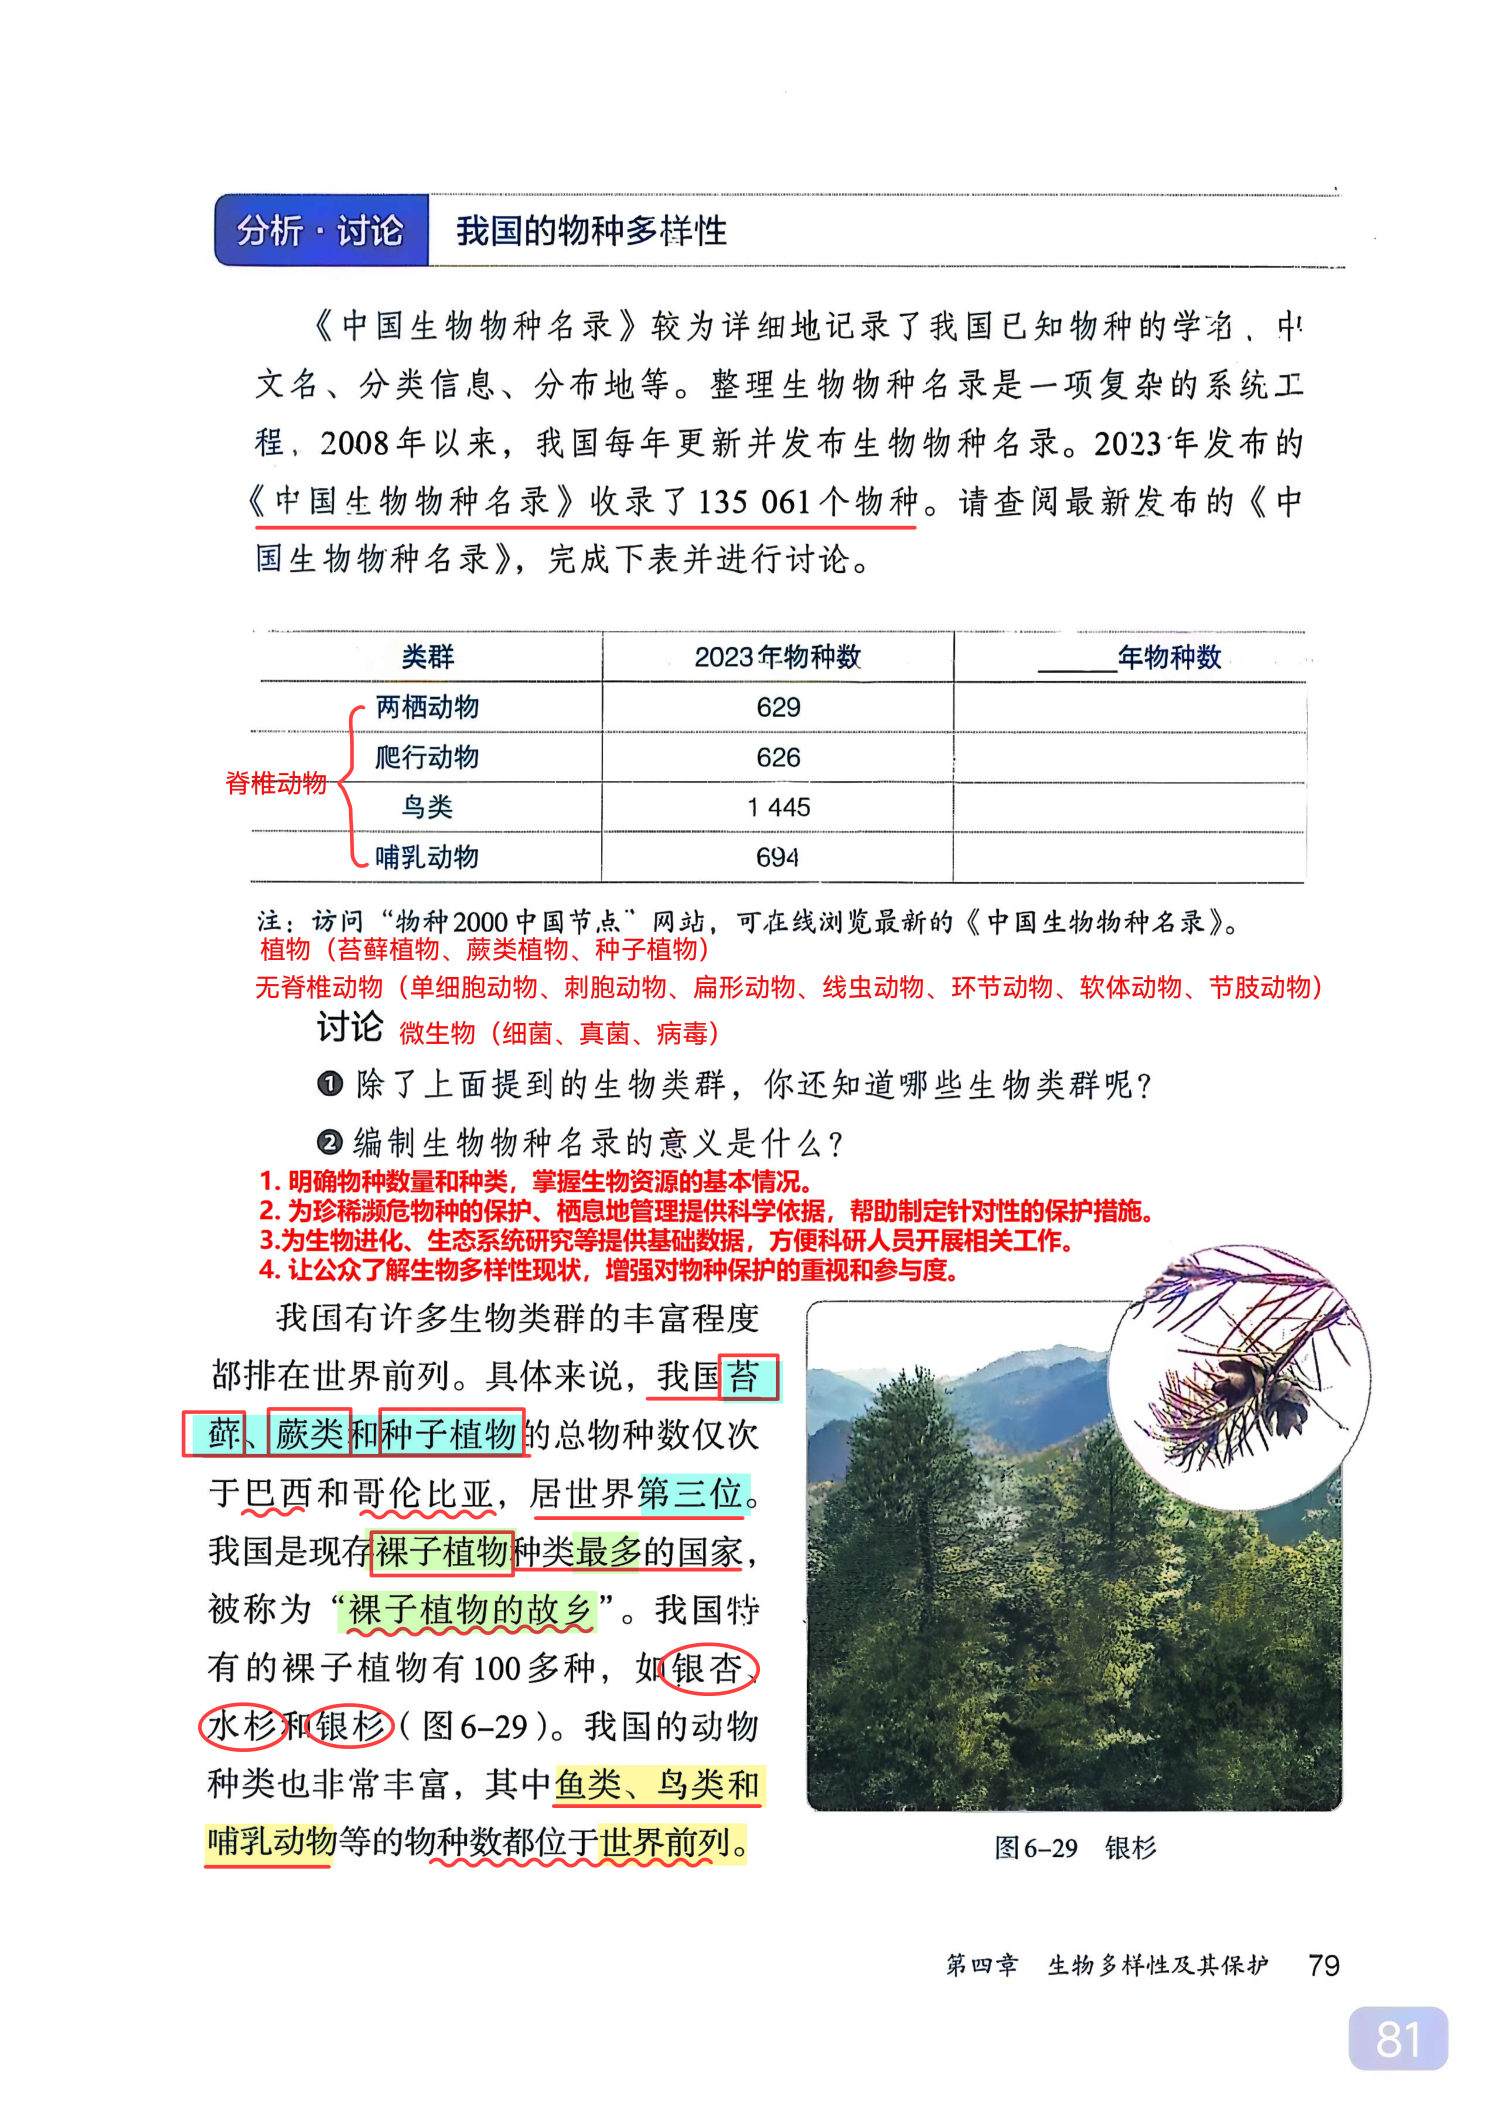 分析·讨论 我国的物种多样性
《中国生物物种名录》较为详细地记录了我国已知物种的学名、中
文名、分类信息、分布地等。整理生物物种名录是一项复杂的系统工
程，2008年以来，我国每年更新并发布生物物种名录。2023年发布的
《中国生物物种名录》收录了135 061个物种。请查阅最新发布的《中
国生物物种名录》，完成下表并进行讨论。
类群 2023年物种数 ______年物种数
两栖动物 629
爬行动物 626
脊椎动物
鸟类 1 445
哺乳动物 694
注：访问“物种2000中国节点”网站，可在线浏览最新的《中国生物物种名录》。
植物（苔藓植物、蕨类植物、种子植物）
无脊椎动物（单细胞动物、刺胞动物、扁形动物、线虫动物、环节动物、软体动物、节肢动物）
讨论 微生物（细菌、真菌、病毒）
❶ 除了上面提到的生物类群，你还知道哪些生物类群呢？
❷ 编制生物物种名录的意义是什么？
1. 明确物种数量和种类，掌握生物资源的基本情况。
2. 为珍稀濒危物种的保护、栖息地管理提供科学依据，帮助制定针对性的保护措施。
3.为生物进化、生态系统研究等提供基础数据，方便科研人员开展相关工作。
4. 让公众了解生物多样性现状，增强对物种保护的重视和参与度。
我国有许多生物类群的丰富程度
都排在世界前列。具体来说，我国苔
藓、蕨类和种子植物的总物种数仅次
于巴西和哥伦比亚，居世界第三位。
我国是现存裸子植物种类最多的国家，
被称为“裸子植物的故乡”。我国特
有的裸子植物有100多种，如银杏、
水杉和银杉（图6-29）。我国的动物
种类也非常丰富，其中鱼类、鸟类和
哺乳动物等的物种数都位于世界前列。
图6-29 银杉
第四章 生物多样性及其保护 79
81